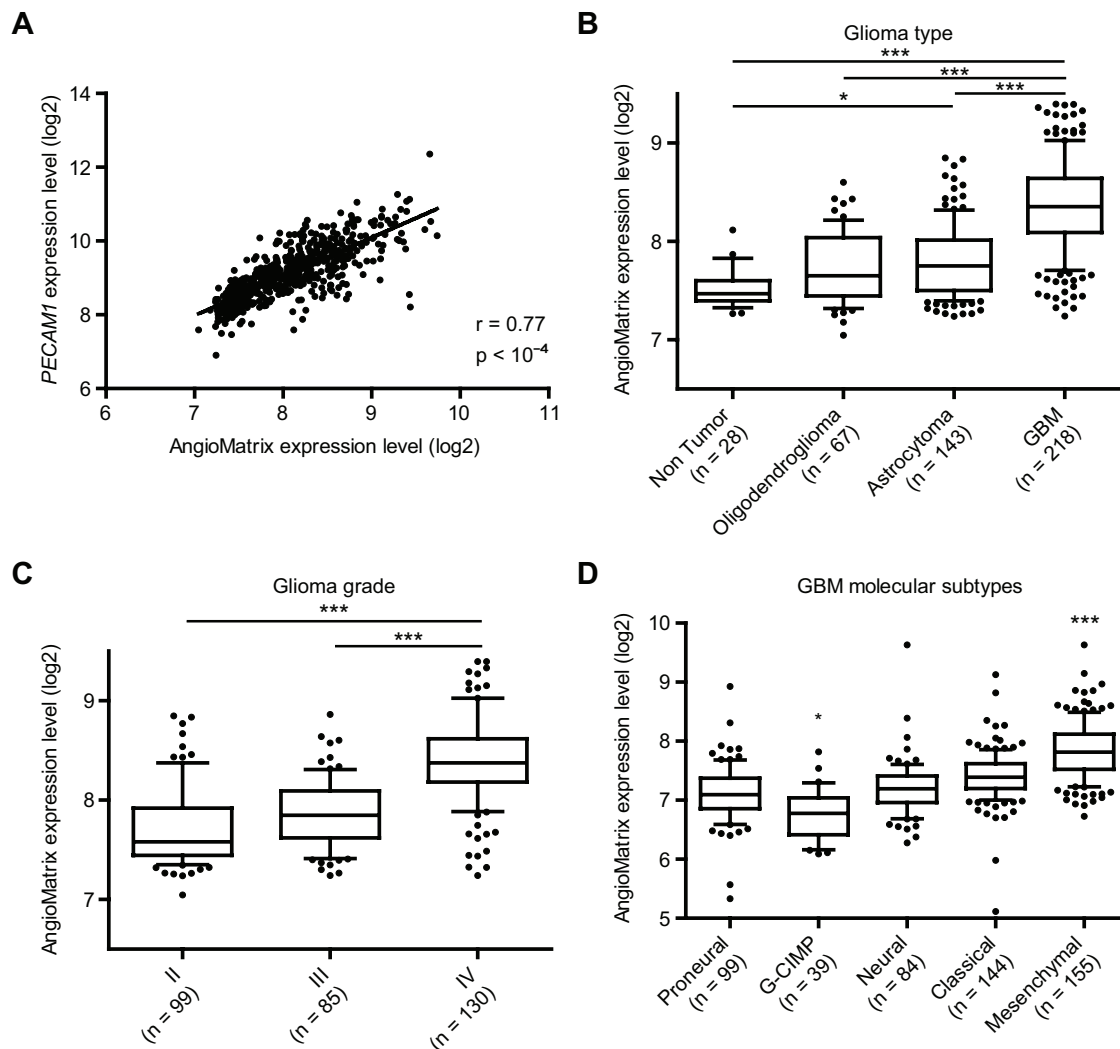 A
PECAM1 expression level (log2)
14
12
10
8
6
r = 0.77
p < 10⁻⁴
6 7 8 9 10 11
AngioMatrix expression level (log2)
B
Glioma type
***
***
* ***
AngioMatrix expression level (log2)
9
8
7
Non Tumor
(n = 28)
Oligodendroglioma
(n = 67)
Astrocytoma
(n = 143)
GBM
(n = 218)
C
Glioma grade
***
***
AngioMatrix expression level (log2)
9
8
7
II
(n = 99)
III
(n = 85)
IV
(n = 130)
D
GBM molecular subtypes
AngioMatrix expression level (log2)
10
9
8
7
6
5
***
*
Proneural
(n = 99)
G-CIMP
(n = 39)
Neural
(n = 84)
Classical
(n = 144)
Mesenchymal
(n = 155)